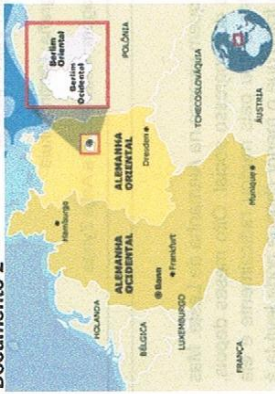 Documento 2
Berlim
Oriental
Berlim
Ocidental
POLÔNIA
Hamburgo
HOLANDA
ALEMANHA
OCIDENTAL
ALEMANHA
ORIENTAL
Dresden
BÉLGICA
Bonn
Frankfurt
LUXEMBURGO
TCHECOSLOVÁQUIA
FRANÇA
Munique
ÁUSTRIA